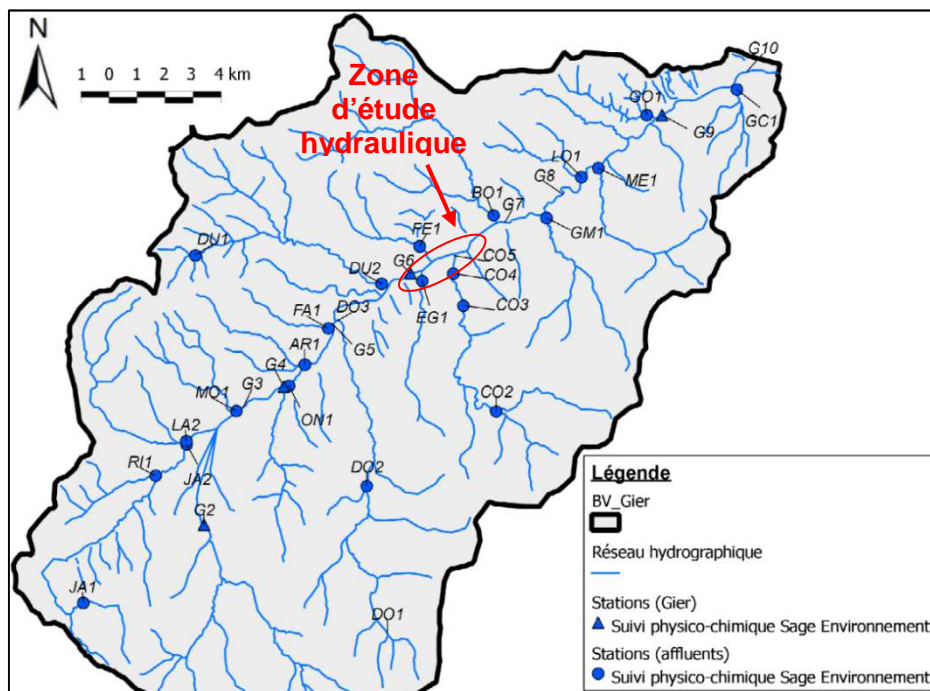 N
1 0 1 2 3 4 km
Zone
d'étude
hydraulique
G10
GO1
G9
GC1
LO1
ME1
G8
BO1
G7
GM1
FE1
DU1
G6
CO5
CO4
DU2
EG1
CO3
DO3
FA1
G5
AR1
G4
MO1
G3
ON1
CO2
LA2
JA2
RI1
DO2
G2
JA1
DO1
Légende
BV_Gier
Réseau hydrographique
Stations (Gier)
Suivi physico-chimique Sage Environnement
Stations (affluents)
Suivi physico-chimique Sage Environnement